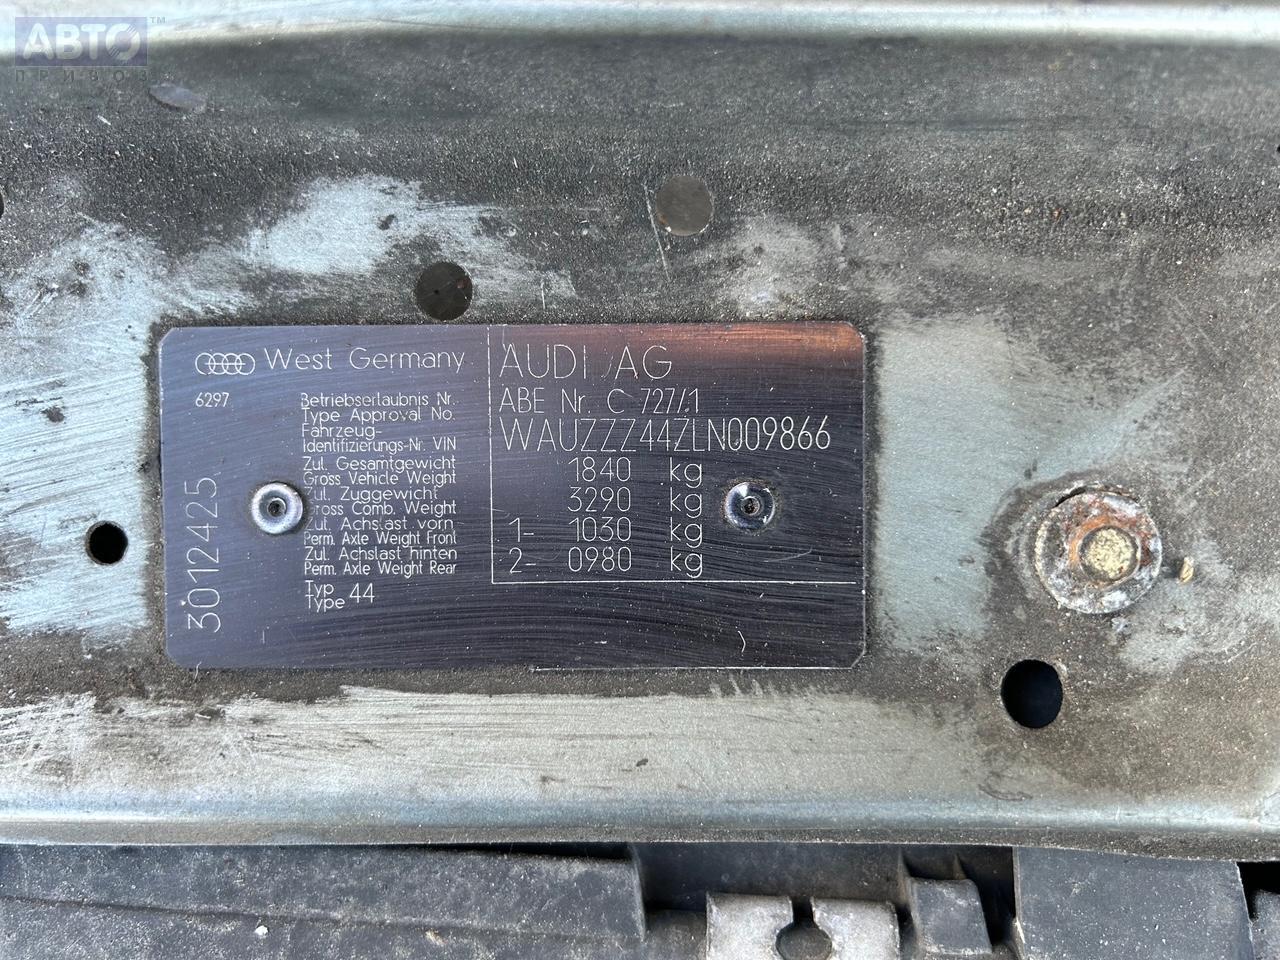 АВТО™
ПРИВОЗ
West Germany
6297
Betriebserlaubnis Nr.
Type Approval No.
Fahrzeug-
Identifizierungs-Nr. VIN
Zul. Gesamtgewicht
Gross Vehicle Weight
Zul. Zuggewicht
Gross Comb. Weight
Zul. Achslast vorn
Perm. Axle Weight Front
Zul. Achslast hinten
Perm. Axle Weight Rear
Typ
Type 44
3012425
AUDI AG
ABE Nr. C 727/1
WAUZZZ44ZLN009866
1840 kg
3290 kg
1- 1030 kg
2- 0980 kg